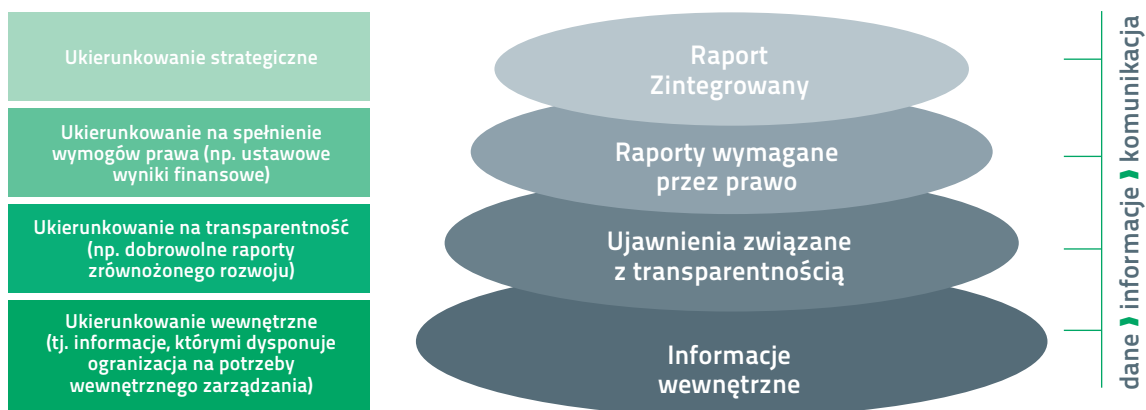 Ukierunkowanie strategiczne
Raport
Zintegrowany
Ukierunkowanie na spełnienie
wymogów prawa (np. ustawowe
wyniki finansowe)
Raporty wymagane
przez prawo
Ukierunkowanie na transparentność
(np. dobrowolne raporty
zrównoważonego rozwoju)
Ujawnienia związane
z transparentnością
Ukierunkowanie wewnętrzne
(tj. informacje, którymi dysponuje
ogranizacja na potrzeby
wewnętrznego zarządzania)
Informacje
wewnętrzne
dane ❫ informacje ❫ komunikacja